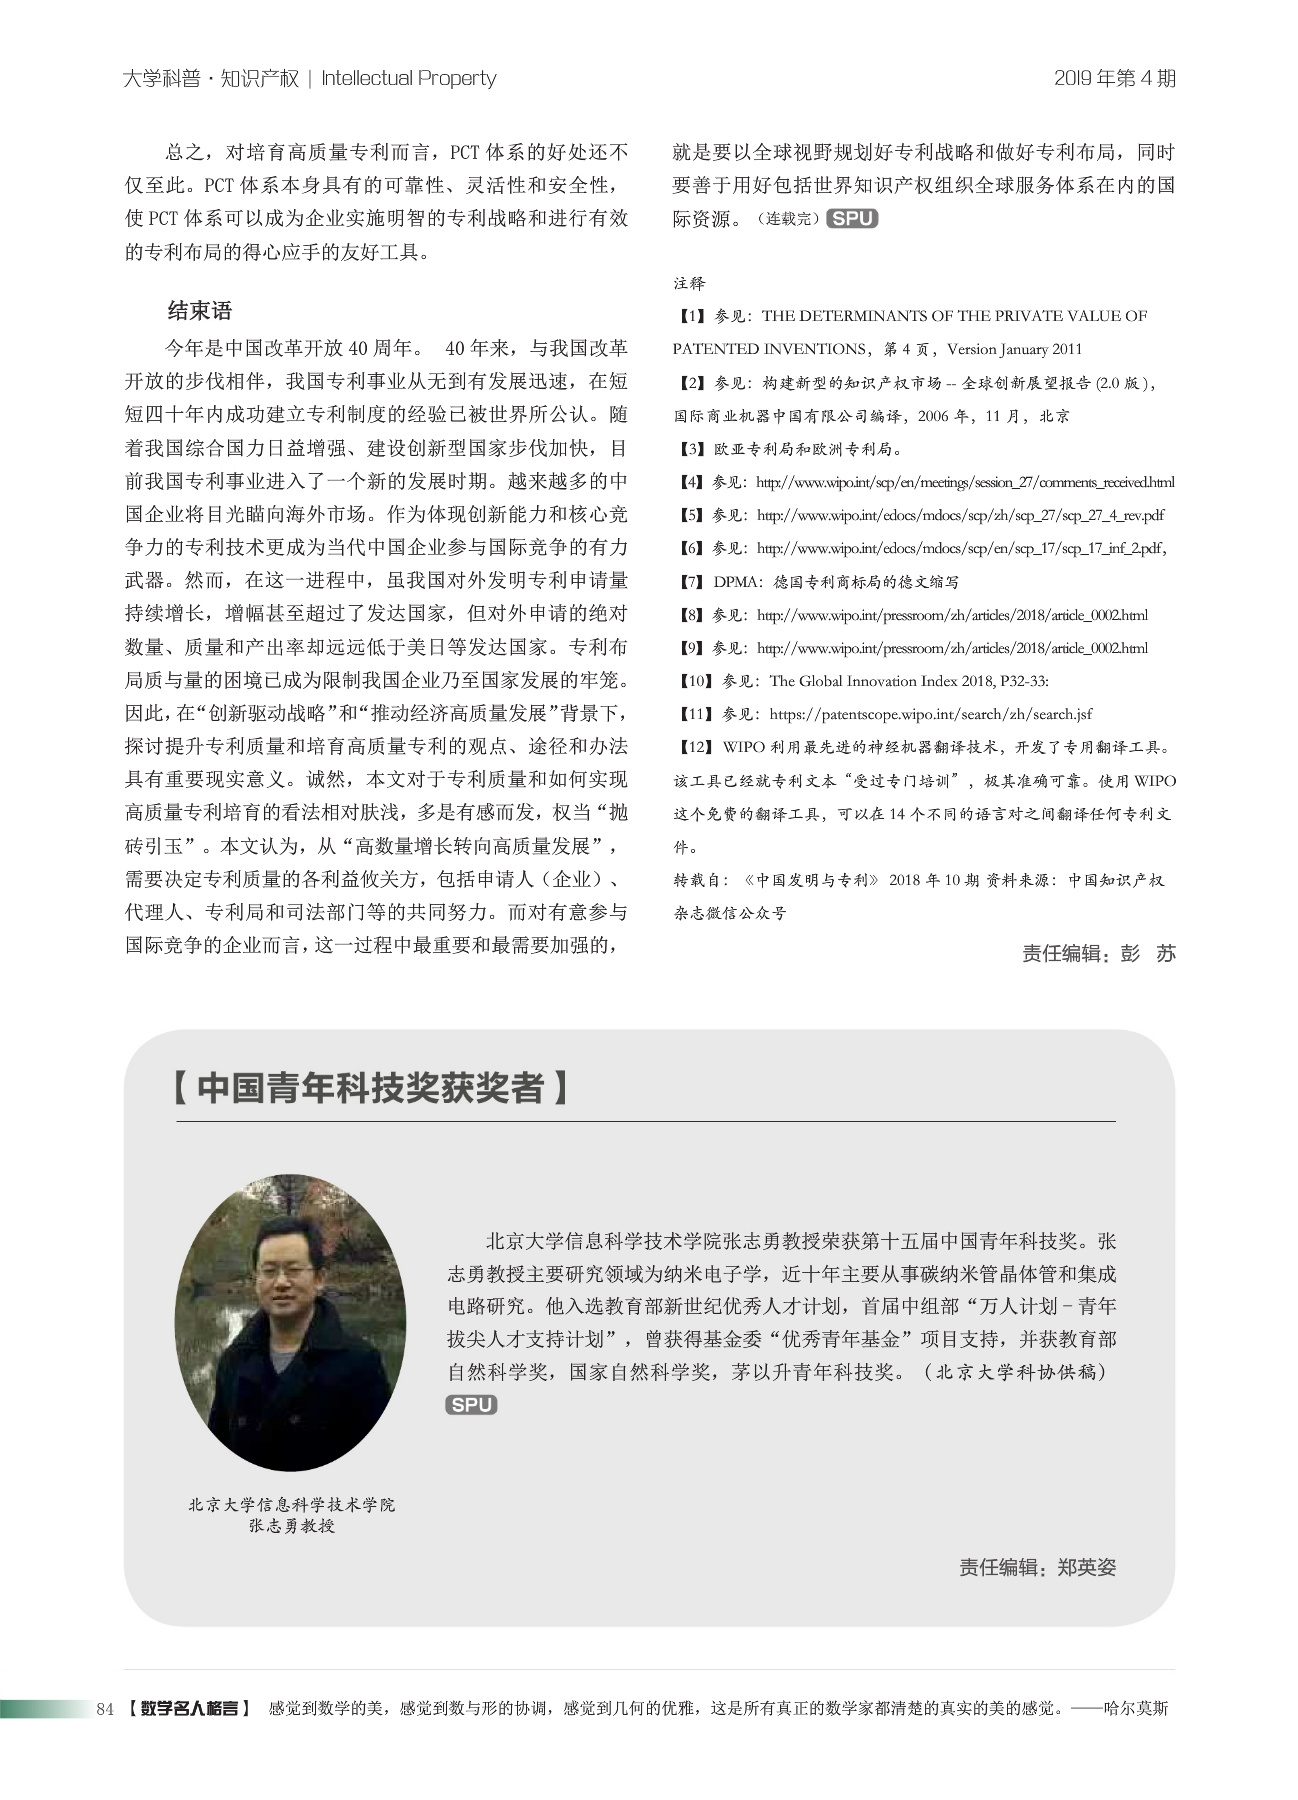 大学科普·知识产权 | Intellectual Property
2019 年第 4 期
总之，对培育高质量专利而言，PCT 体系的好处还不
仅至此。PCT 体系本身具有的可靠性、灵活性和安全性，
使 PCT 体系可以成为企业实施明智的专利战略和进行有效
的专利布局的得心应手的友好工具。
结束语
今年是中国改革开放 40 周年。 40 年来，与我国改革
开放的步伐相伴，我国专利事业从无到有发展迅速，在短
短四十年内成功建立专利制度的经验已被世界所公认。随
着我国综合国力日益增强、建设创新型国家步伐加快，目
前我国专利事业进入了一个新的发展时期。越来越多的中
国企业将目光瞄向海外市场。作为体现创新能力和核心竞
争力的专利技术更成为当代中国企业参与国际竞争的有力
武器。然而，在这一进程中，虽我国对外发明专利申请量
持续增长，增幅甚至超过了发达国家，但对外申请的绝对
数量、质量和产出率却远远低于美日等发达国家。专利布
局质与量的困境已成为限制我国企业乃至国家发展的牢笼。
因此，在“创新驱动战略”和“推动经济高质量发展”背景下，
探讨提升专利质量和培育高质量专利的观点、途径和办法
具有重要现实意义。诚然，本文对于专利质量和如何实现
高质量专利培育的看法相对肤浅，多是有感而发，权当“抛
砖引玉”。本文认为，从“高数量增长转向高质量发展”，
需要决定专利质量的各利益攸关方，包括申请人（企业）、
代理人、专利局和司法部门等的共同努力。而对有意参与
国际竞争的企业而言，这一过程中最重要和最需要加强的，
就是要以全球视野规划好专利战略和做好专利布局，同时
要善于用好包括世界知识产权组织全球服务体系在内的国
际资源。（连载完）SPU
注释
【1】参见：THE DETERMINANTS OF THE PRIVATE VALUE OF
PATENTED INVENTIONS，第 4 页，Version January 2011
【2】参见：构建新型的知识产权市场 -- 全球创新展望报告 (2.0 版 )，
国际商业机器中国有限公司编译，2006 年，11 月，北京
【3】欧亚专利局和欧洲专利局。
【4】参见：http://www.wipo.int/scp/en/meetings/session_27/comments_received.html
【5】参见：http://www.wipo.int/edocs/mdocs/scp/zh/scp_27/scp_27_4_rev.pdf
【6】参见：http://www.wipo.int/edocs/mdocs/scp/en/scp_17/scp_17_inf_2.pdf，
【7】DPMA：德国专利商标局的德文缩写
【8】参见：http://www.wipo.int/pressroom/zh/articles/2018/article_0002.html
【9】参见：http://www.wipo.int/pressroom/zh/articles/2018/article_0002.html
【10】参见：The Global Innovation Index 2018, P32-33:
【11】参见：https://patentscope.wipo.int/search/zh/search.jsf
【12】WIPO 利用最先进的神经机器翻译技术，开发了专用翻译工具。
该工具已经就专利文本“受过专门培训”，极其准确可靠。使用 WIPO
这个免费的翻译工具，可以在 14 个不同的语言对之间翻译任何专利文
件。
转载自：《中国发明与专利》 2018 年 10 期 资料来源：中国知识产权
杂志微信公众号
责任编辑：彭 苏
【中国青年科技奖获奖者】
北京大学信息科学技术学院张志勇教授荣获第十五届中国青年科技奖。张
志勇教授主要研究领域为纳米电子学，近十年主要从事碳纳米管晶体管和集成
电路研究。他入选教育部新世纪优秀人才计划，首届中组部“万人计划－青年
拔尖人才支持计划”，曾获得基金委“优秀青年基金”项目支持，并获教育部
自然科学奖，国家自然科学奖，茅以升青年科技奖。（北京大学科协供稿）
SPU
北京大学信息科学技术学院
张志勇教授
责任编辑：郑英姿
84 【数学名人格言】 感觉到数学的美，感觉到数与形的协调，感觉到几何的优雅，这是所有真正的数学家都清楚的真实的美的感觉。——哈尔莫斯